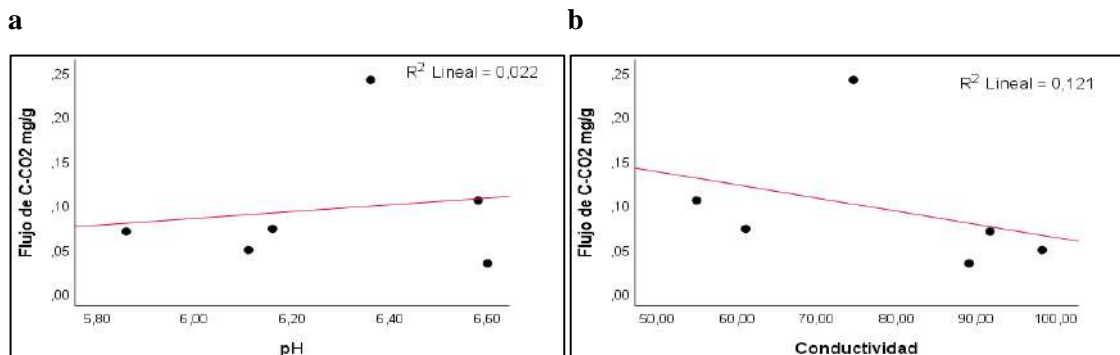 a
b
Flujo de C-CO2 mg/g
,25
,20
,15
,10
,05
,00
R2 Lineal = 0,022
5,80 6,00 6,20 6,40 6,60
pH
Flujo de C-CO2 mg/g
,25
,20
,15
,10
,05
,00
R2 Lineal = 0,121
50,00 60,00 70,00 80,00 90,00 100,00
Conductividad